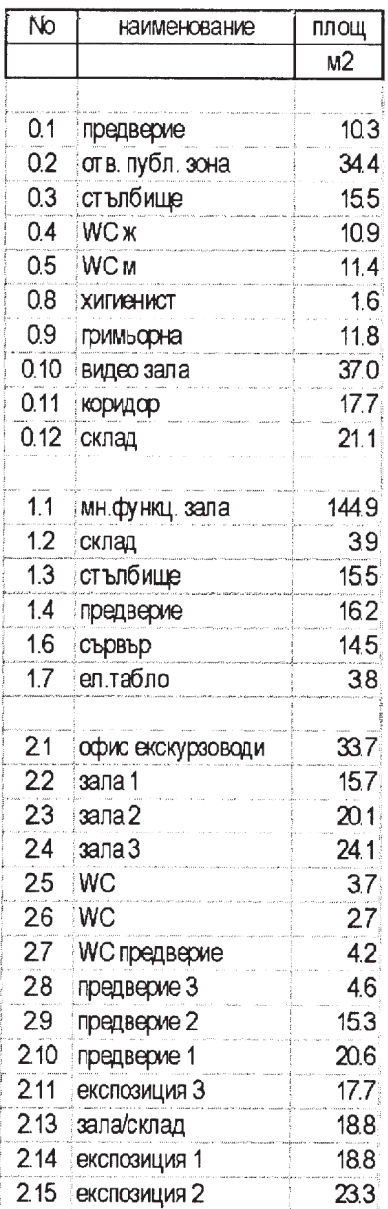 No наименование площ
м2
0.1 предверие 10.3
0.2 отв. публ. зона 34.4
0.3 стълбище 15.5
0.4 WC ж 10.9
0.5 WC м 11.4
0.8 хигиенист 1.6
0.9 гримьорна 11.8
0.10 видео зала 37.0
0.11 коридор 17.7
0.12 склад 21.1
1.1 мн.функц. зала 144.9
1.2 склад 3.9
1.3 стълбище 15.5
1.4 предверие 16.2
1.6 сървър 14.5
1.7 ел.табло 3.8
2.1 офис екскурзоводи 33.7
2.2 зала 1 15.7
2.3 зала 2 20.1
2.4 зала 3 24.1
2.5 WC 3.7
2.6 WC 2.7
2.7 WC предверие 4.2
2.8 предверие 3 4.6
2.9 предверие 2 15.3
2.10 предверие 1 20.6
2.11 експозиция 3 17.7
2.13 зала/склад 18.8
2.14 експозиция 1 18.8
2.15 експозиция 2 23.3